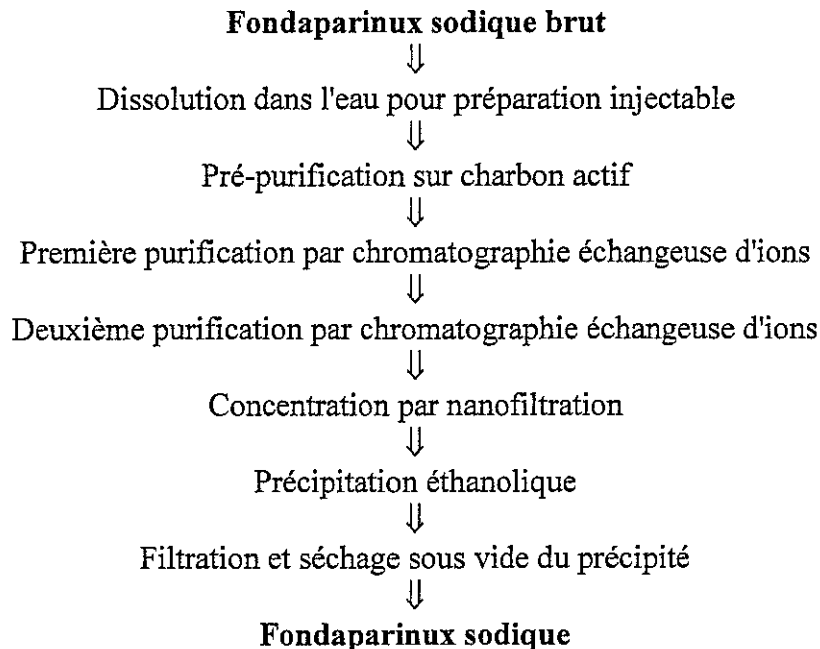 Fondaparinux sodique brut
⇓
Dissolution dans l'eau pour préparation injectable
⇓
Pré-purification sur charbon actif
⇓
Première purification par chromatographie échangeuse d'ions
⇓
Deuxième purification par chromatographie échangeuse d'ions
⇓
Concentration par nanofiltration
⇓
Précipitation éthanolique
⇓
Filtration et séchage sous vide du précipité
⇓
Fondaparinux sodique